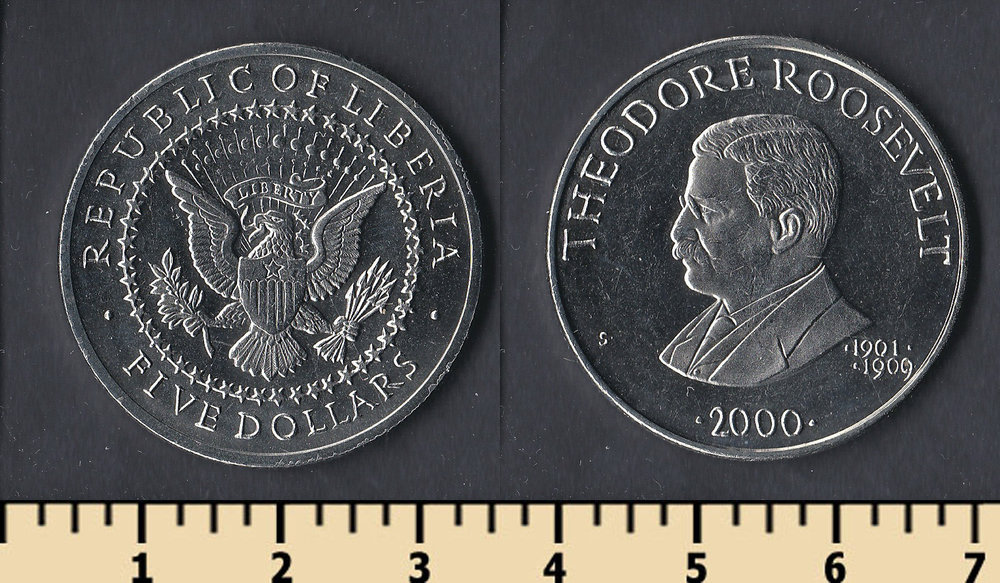 REPUBLIC OF LIBERIA
LIBERTY
FIVE DOLLARS
THEODORE ROOSEVELT
S
·1901·
·1909
·2000·
1 2 3 4 5 6 7